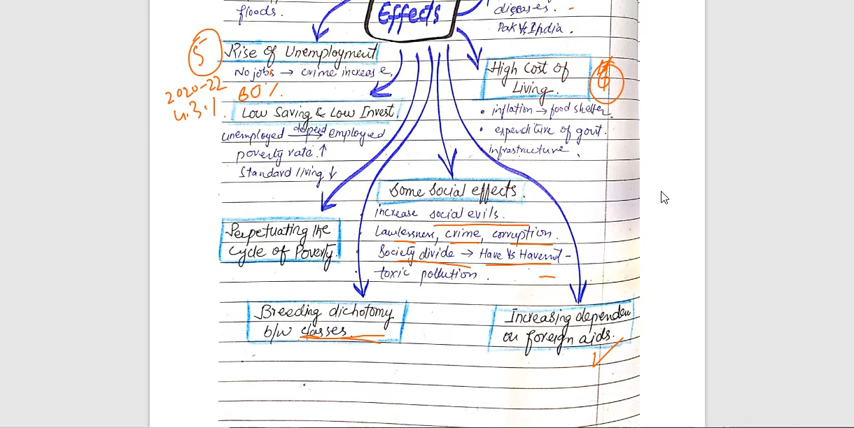 floods.
Effects
diseases.
Pak Vs India.
5
Rise of Unemployment
No jobs → crime increase,
2020-22
4.3%
60%
Low Saving & Low Invest.
unemployed depend → employed
poverty rate ↑
Standard living ↓
High Cost of
Living.
• inflation → food shelter.
• expenditure of govt.
infrastructure.
Some social effects
increase social evils.
Lawlessness, crime, corruption.
Society divide → Have Vs Havenot
toxic pollution.
Perpetuating the
Cycle of Poverty
Breeding dichotomy
b/w classes.
Increasing dependen
on foreign aids.